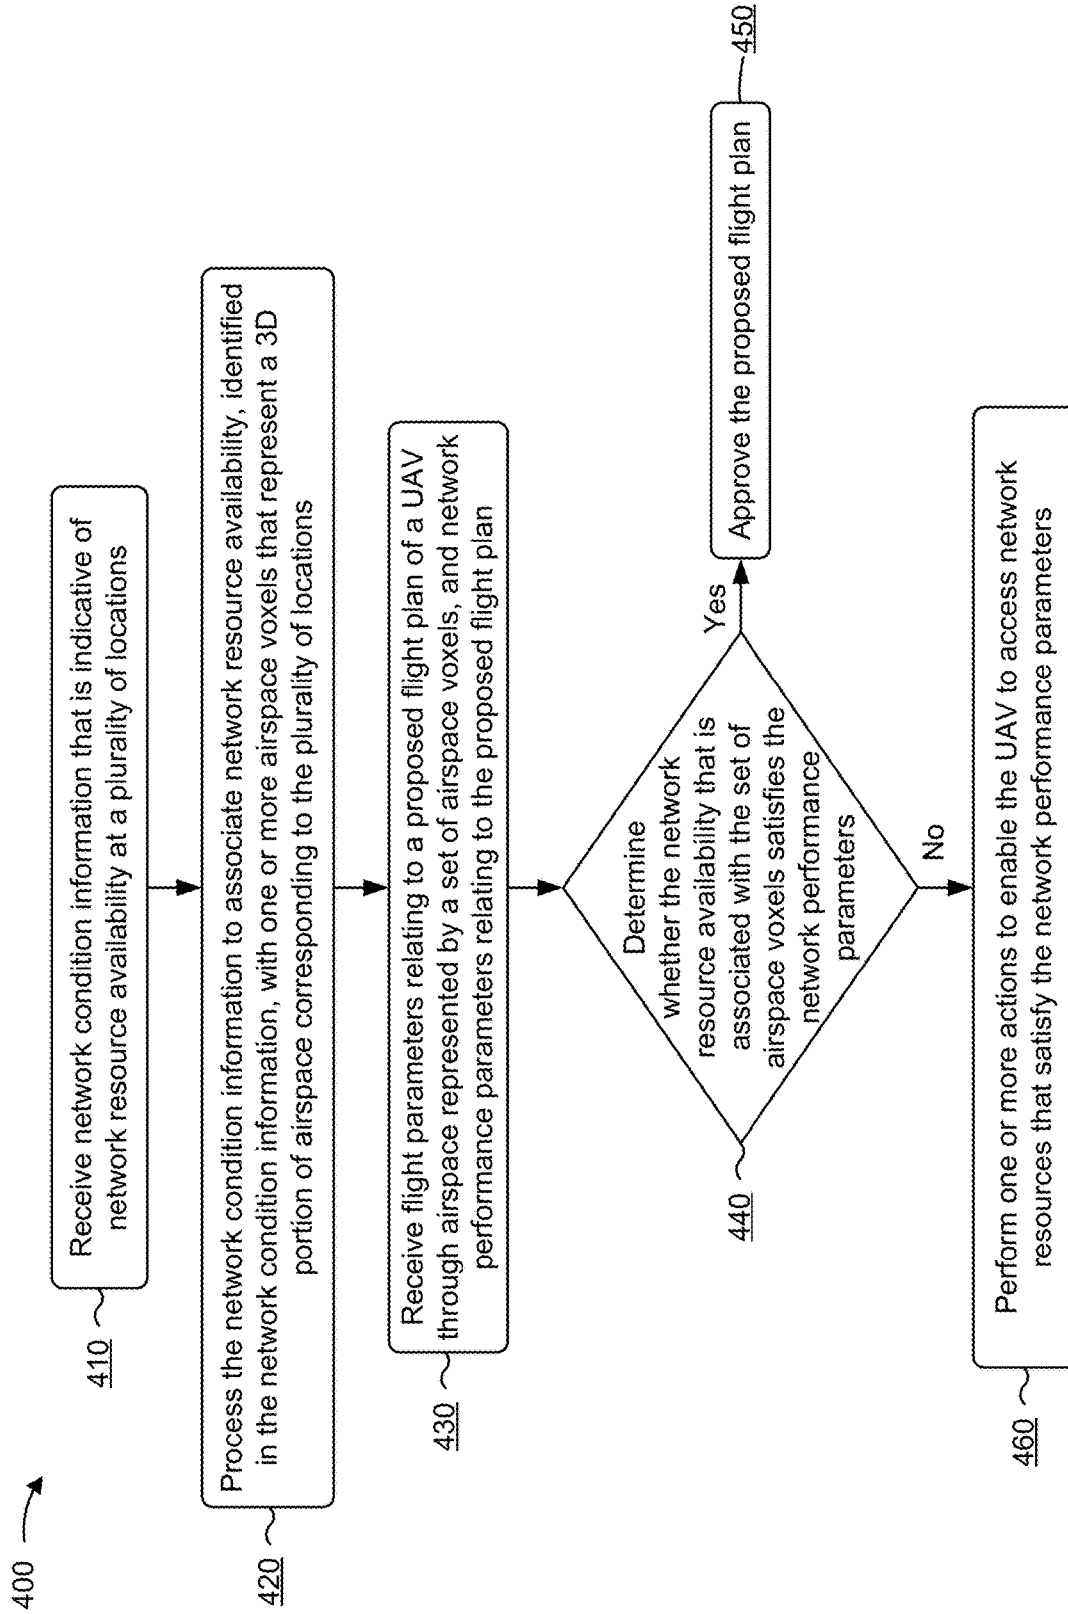 400
410
Receive network condition information that is indicative of
network resource availability at a plurality of locations
420
Process the network condition information to associate network resource availability, identified
in the network condition information, with one or more airspace voxels that represent a 3D
portion of airspace corresponding to the plurality of locations
430
Receive flight parameters relating to a proposed flight plan of a UAV
through airspace represented by a set of airspace voxels, and network
performance parameters relating to the proposed flight plan
440
Determine
whether the network
resource availability that is
associated with the set of
airspace voxels satisfies the
network performance
parameters
Yes
450
Approve the proposed flight plan
No
460
Perform one or more actions to enable the UAV to access network
resources that satisfy the network performance parameters